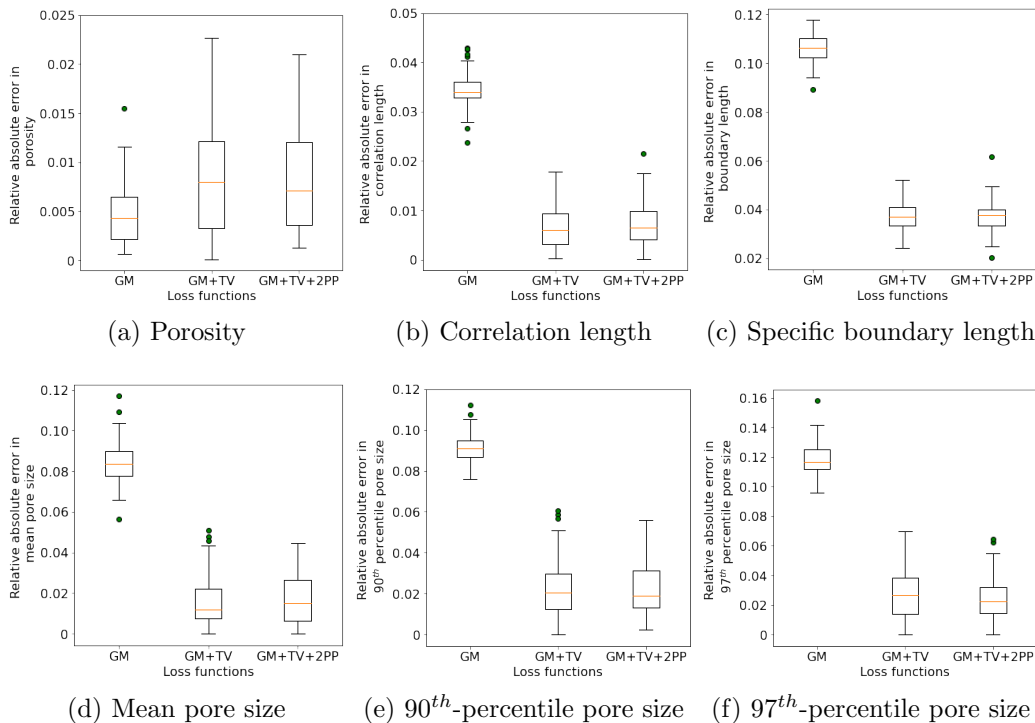 Relative absolute error in
porosity
0.025
0.02
0.015
0.01
0.005
0
GM
GM+TV
GM+TV+2PP
Loss functions
(a) Porosity
Relative absolute error in
correlation length
0.05
0.04
0.03
0.02
0.01
0
GM
GM+TV
GM+TV+2PP
Loss functions
(b) Correlation length
Relative absolute error in
boundary length
0.12
0.10
0.08
0.06
0.04
0.02
GM
GM+TV
GM+TV+2PP
Loss functions
(c) Specific boundary length
Relative absolute error in
mean pore size
0.12
0.10
0.08
0.06
0.04
0.02
0
GM
GM+TV
GM+TV+2PP
Loss functions
(d) Mean pore size
Relative absolute error in
90th percentile pore size
0.12
0.10
0.08
0.06
0.04
0.02
0
GM
GM+TV
GM+TV+2PP
Loss functions
(e) 90th-percentile pore size
Relative absolute error in
97th percentile pore size
0.16
0.14
0.12
0.10
0.08
0.06
0.04
0.02
0
GM
GM+TV
GM+TV+2PP
Loss functions
(f) 97th-percentile pore size